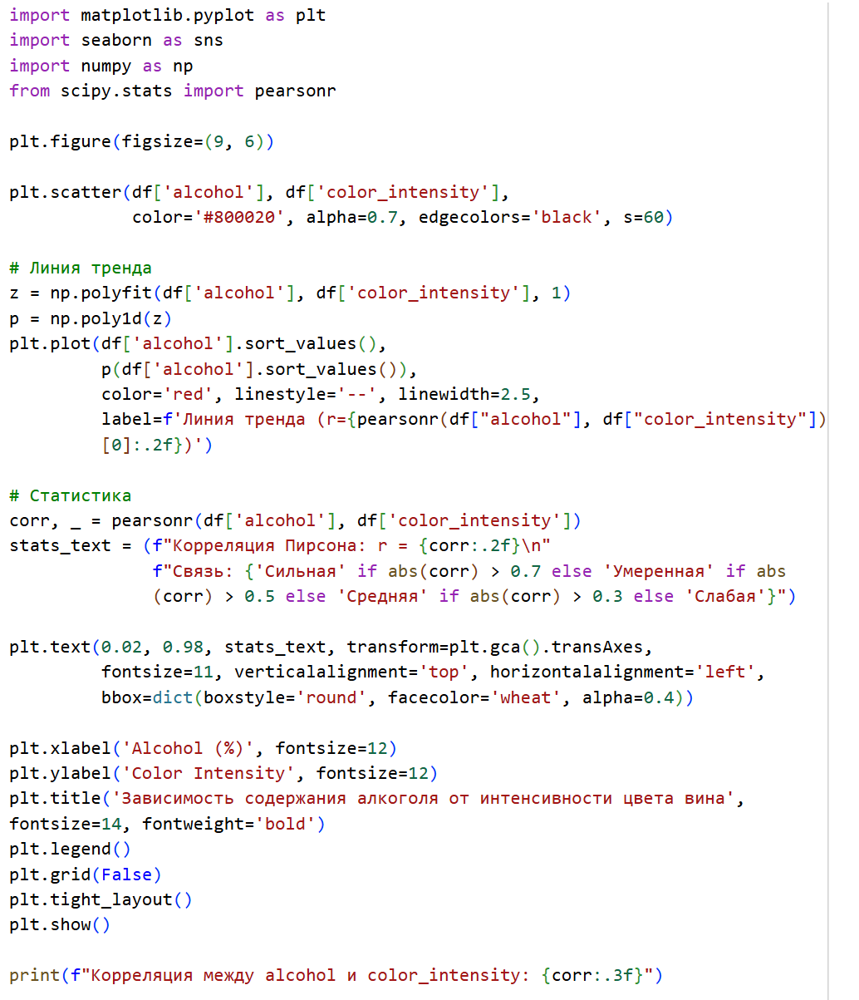 import matplotlib.pyplot as plt
import seaborn as sns
import numpy as np
from scipy.stats import pearsonr

plt.figure(figsize=(9, 6))

plt.scatter(df['alcohol'], df['color_intensity'],
            color='#800020', alpha=0.7, edgecolors='black', s=60)

# Линия тренда
z = np.polyfit(df['alcohol'], df['color_intensity'], 1)
p = np.poly1d(z)
plt.plot(df['alcohol'].sort_values(),
         p(df['alcohol'].sort_values()),
         color='red', linestyle='--', linewidth=2.5,
         label=f'Линия тренда (r={pearsonr(df["alcohol"], df["color_intensity"])
         [0]:.2f})')

# Статистика
corr, _ = pearsonr(df['alcohol'], df['color_intensity'])
stats_text = (f"Корреляция Пирсона: r = {corr:.2f}\n"
              f"Связь: {'Сильная' if abs(corr) > 0.7 else 'Умеренная' if abs
              (corr) > 0.5 else 'Средняя' if abs(corr) > 0.3 else 'Слабая'}")

plt.text(0.02, 0.98, stats_text, transform=plt.gca().transAxes,
         fontsize=11, verticalalignment='top', horizontalalignment='left',
         bbox=dict(boxstyle='round', facecolor='wheat', alpha=0.4))

plt.xlabel('Alcohol (%)', fontsize=12)
plt.ylabel('Color Intensity', fontsize=12)
plt.title('Зависимость содержания алкоголя от интенсивности цвета вина',
fontsize=14, fontweight='bold')
plt.legend()
plt.grid(False)
plt.tight_layout()
plt.show()

print(f"Корреляция между alcohol и color_intensity: {corr:.3f}")